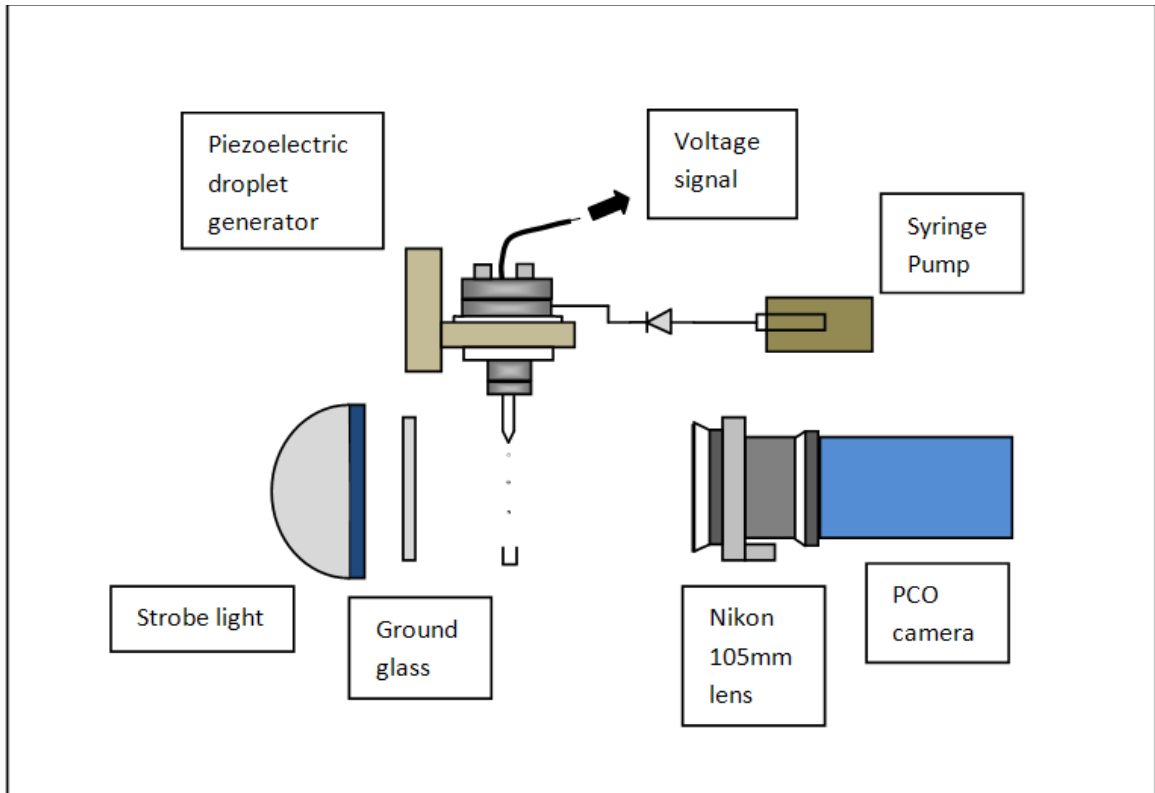 Piezoelectric
droplet
generator
Voltage
signal
Syringe
Pump
Strobe light
Ground
glass
Nikon
105mm
lens
PCO
camera